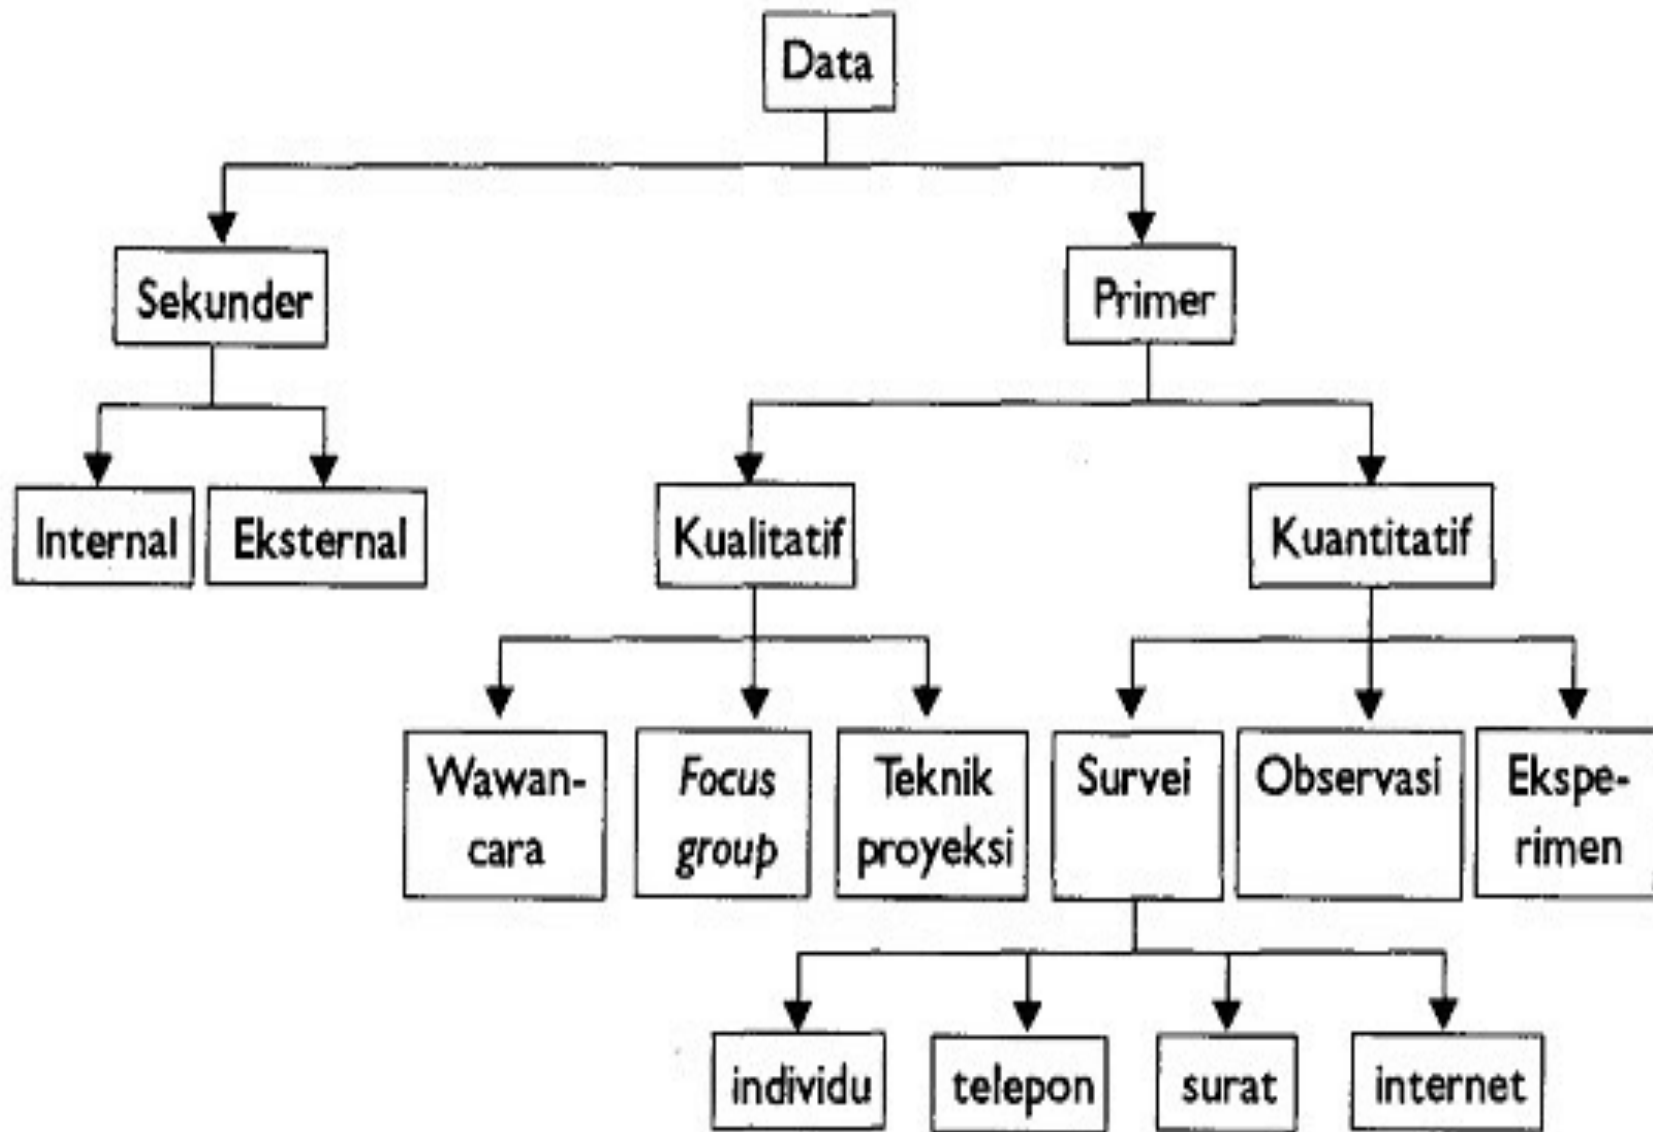 Data
Sekunder
Primer
Internal
Eksternal
Kualitatif
Kuantitatif
Wawan-
cara
Focus
group
Teknik
proyeksi
Survei
Observasi
Ekspe-
rimen
individu
telepon
surat
internet